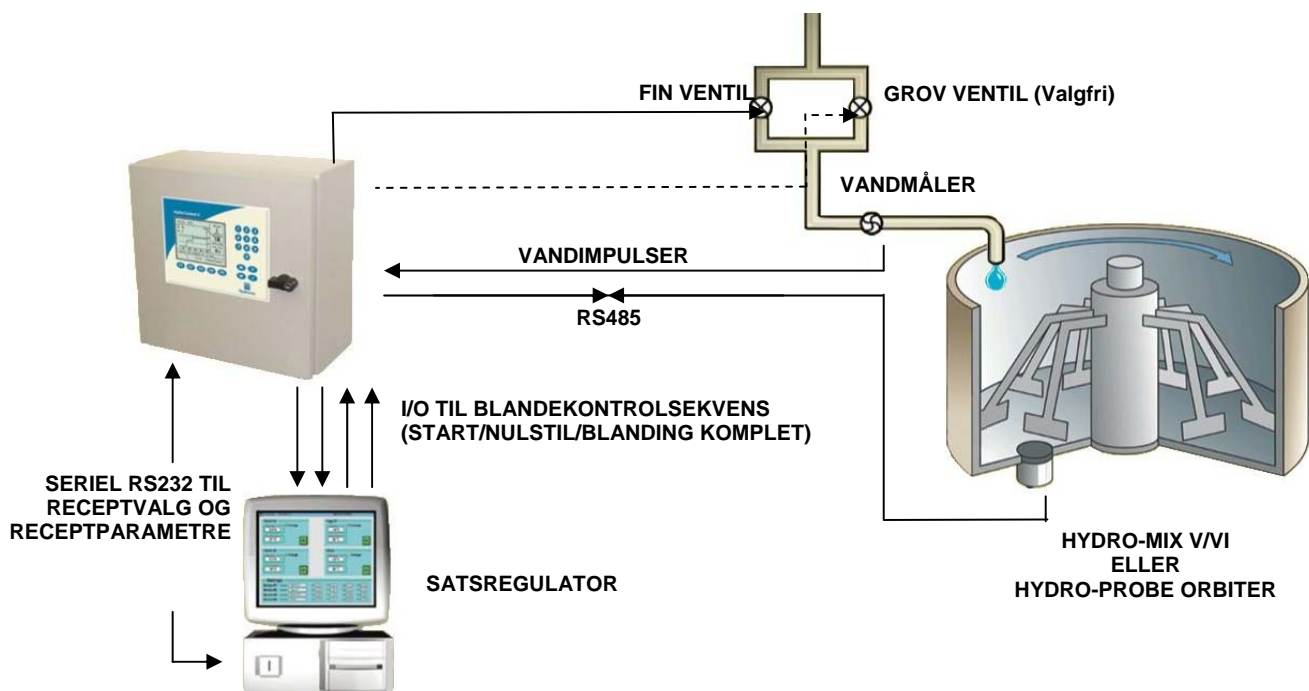 FIN VENTIL
GROV VENTIL (Valgfri)
VANDMÅLER
VANDIMPULSER
RS485
I/O TIL BLANDEKONTROLSEKVENS
(START/NULSTIL/BLANDING KOMPLET)
SERIEL RS232 TIL
RECEPTVALG OG
RECEPTPARAMETRE
SATSREGULATOR
HYDRO-MIX V/VI
ELLER
HYDRO-PROBE ORBITER